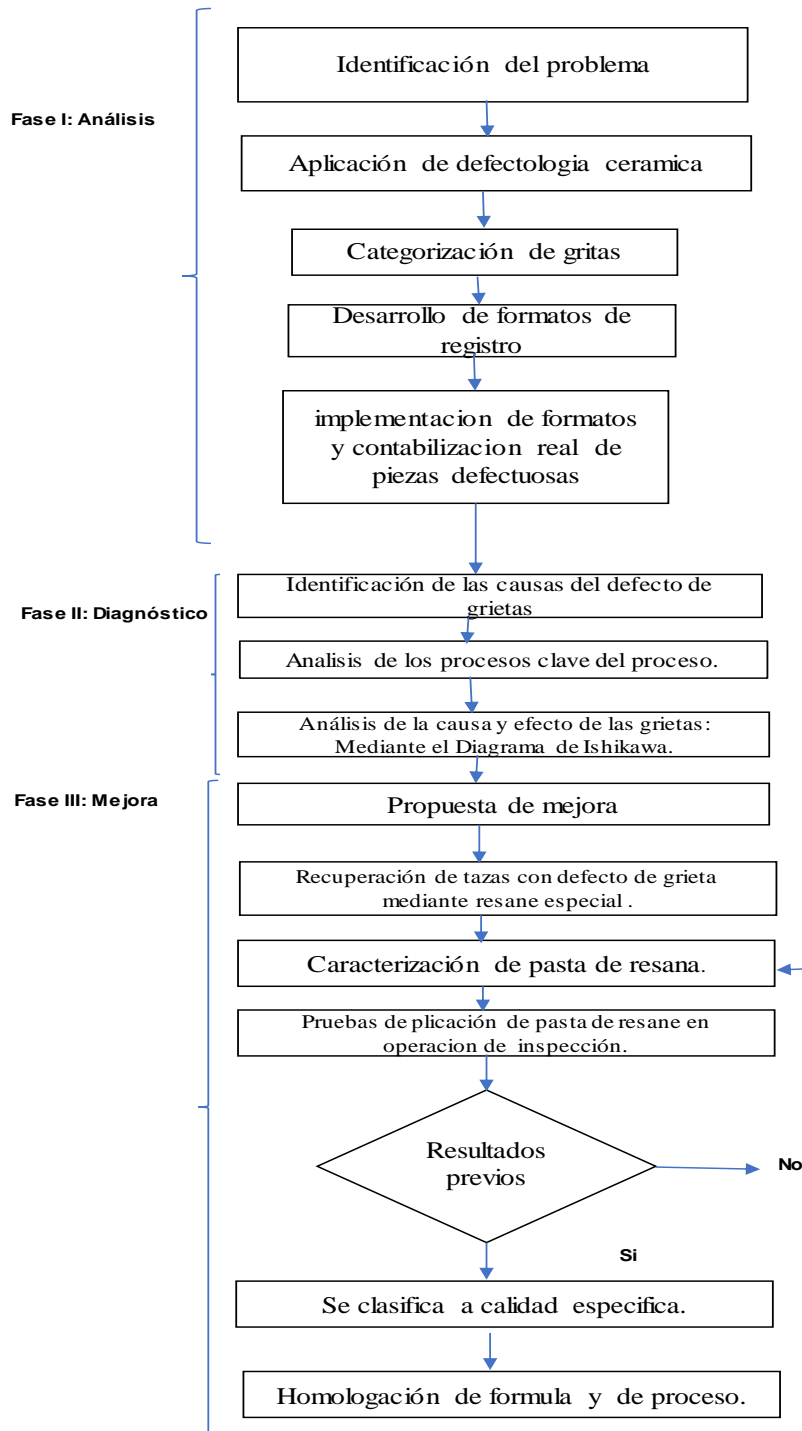 Identificación del problema
Fase I: Análisis
Aplicación de defectologia ceramica
Categorización de gritas
Desarrollo de formatos de
registro
implementacion de formatos
y contabilizacion real de
piezas defectuosas
Identificación de las causas del defecto de
grietas
Fase II: Diagnóstico
Analisis de los procesos clave del proceso.
Análisis de la causa y efecto de las grietas:
Mediante el Diagrama de Ishikawa.
Fase III: Mejora
Propuesta de mejora
Recuperación de tazas con defecto de grieta
mediante resane especial .
Caracterización de pasta de resana.
Pruebas de plicación de pasta de resane en
operacion de inspección.
Resultados
previos
No
Si
Se clasifica a calidad especifica.
Homologación de formula y de proceso.